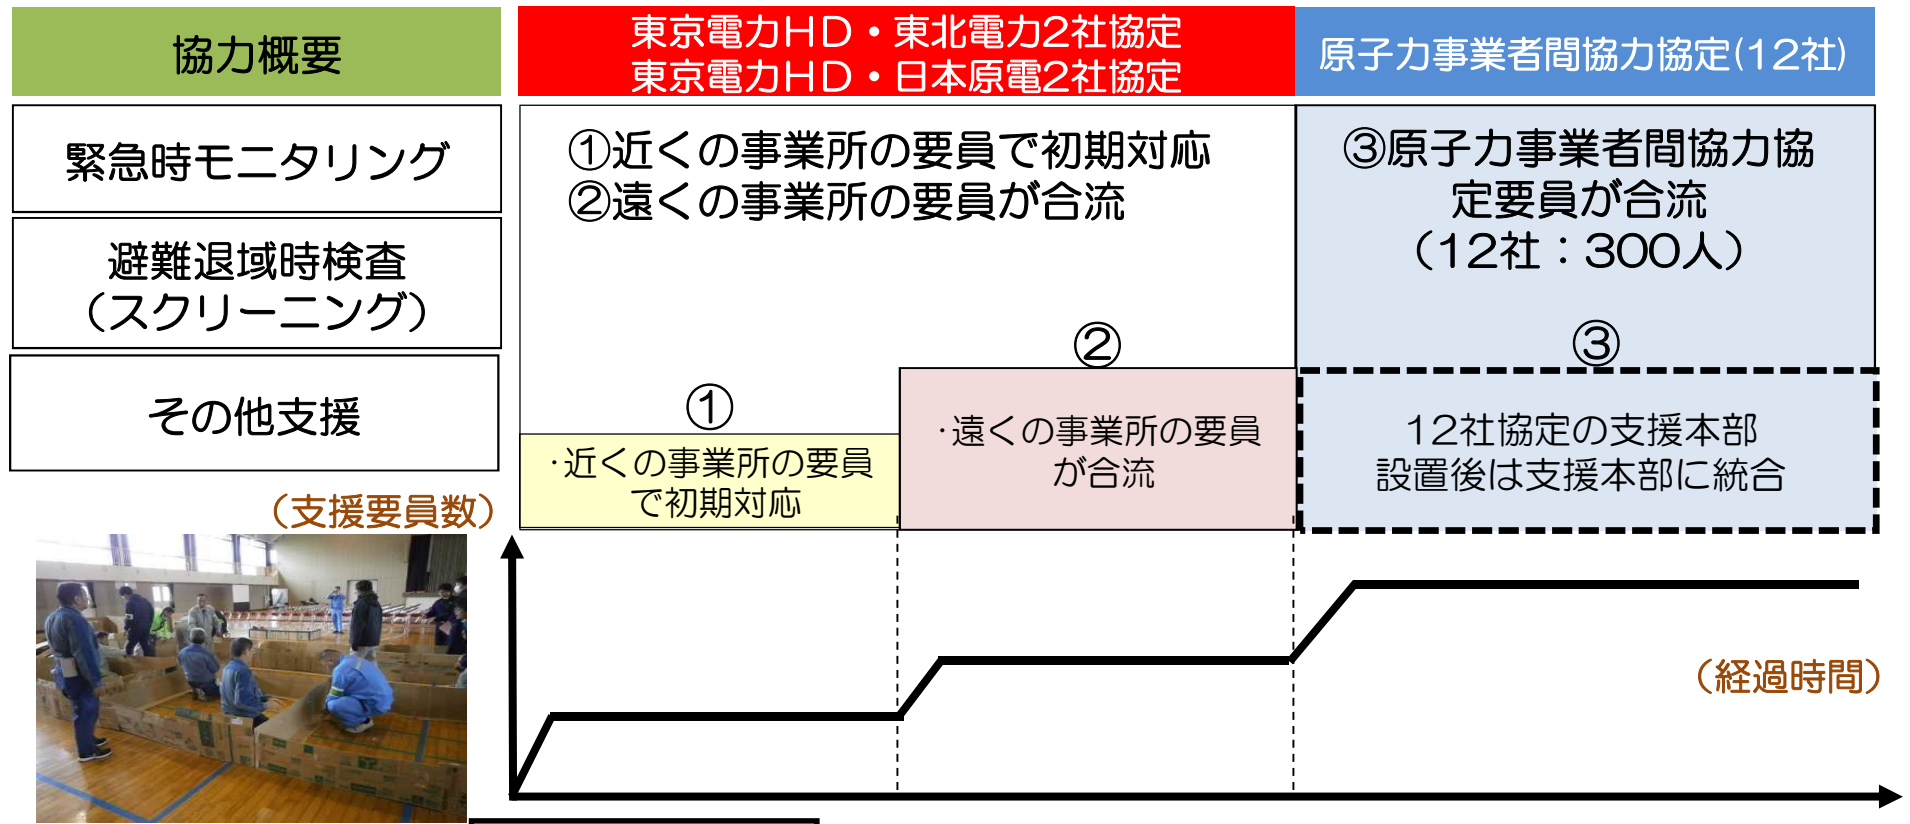 協力概要
東京電力HD・東北電力2社協定
東京電力HD・日本原電2社協定
原子力事業者間協力協定(12社)
緊急時モニタリング
避難退域時検査
（スクリーニング）
その他支援
①近くの事業所の要員で初期対応
②遠くの事業所の要員が合流
③原子力事業者間協力協
定要員が合流
（12社：300人）
①
②
③
・近くの事業所の要員
で初期対応
・遠くの事業所の要員
が合流
12社協定の支援本部
設置後は支援本部に統合
（支援要員数）
（経過時間）